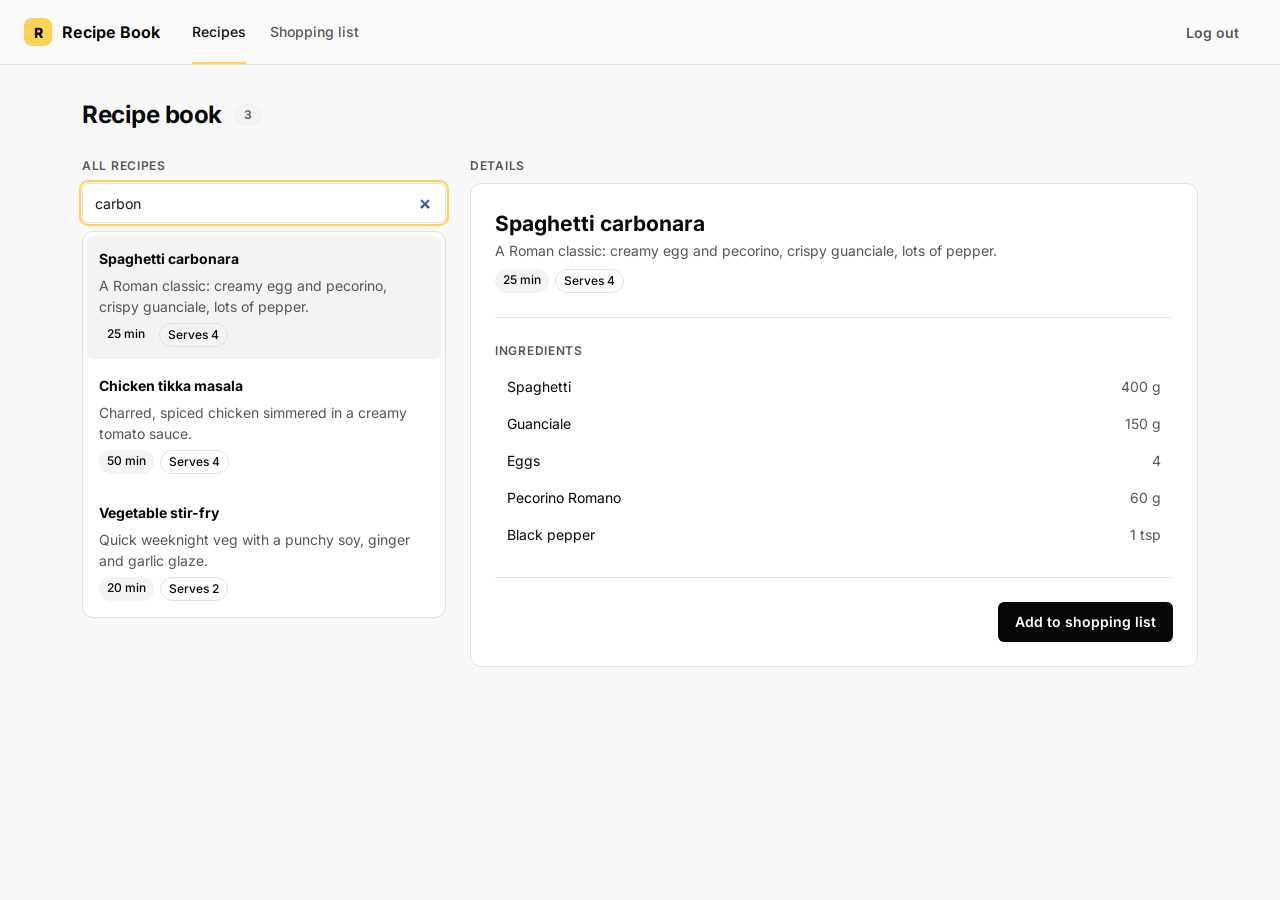 R Recipe Book Recipes Shopping list Log out
Recipe book 3
ALL RECIPES
carbon
Spaghetti carbonara
A Roman classic: creamy egg and pecorino,
crispy guanciale, lots of pepper.
25 min Serves 4
Chicken tikka masala
Charred, spiced chicken simmered in a creamy
tomato sauce.
50 min Serves 4
Vegetable stir-fry
Quick weeknight veg with a punchy soy, ginger
and garlic glaze.
20 min Serves 2
DETAILS
Spaghetti carbonara
A Roman classic: creamy egg and pecorino, crispy guanciale, lots of pepper.
25 min Serves 4
INGREDIENTS
Spaghetti 400 g
Guanciale 150 g
Eggs 4
Pecorino Romano 60 g
Black pepper 1 tsp
Add to shopping list